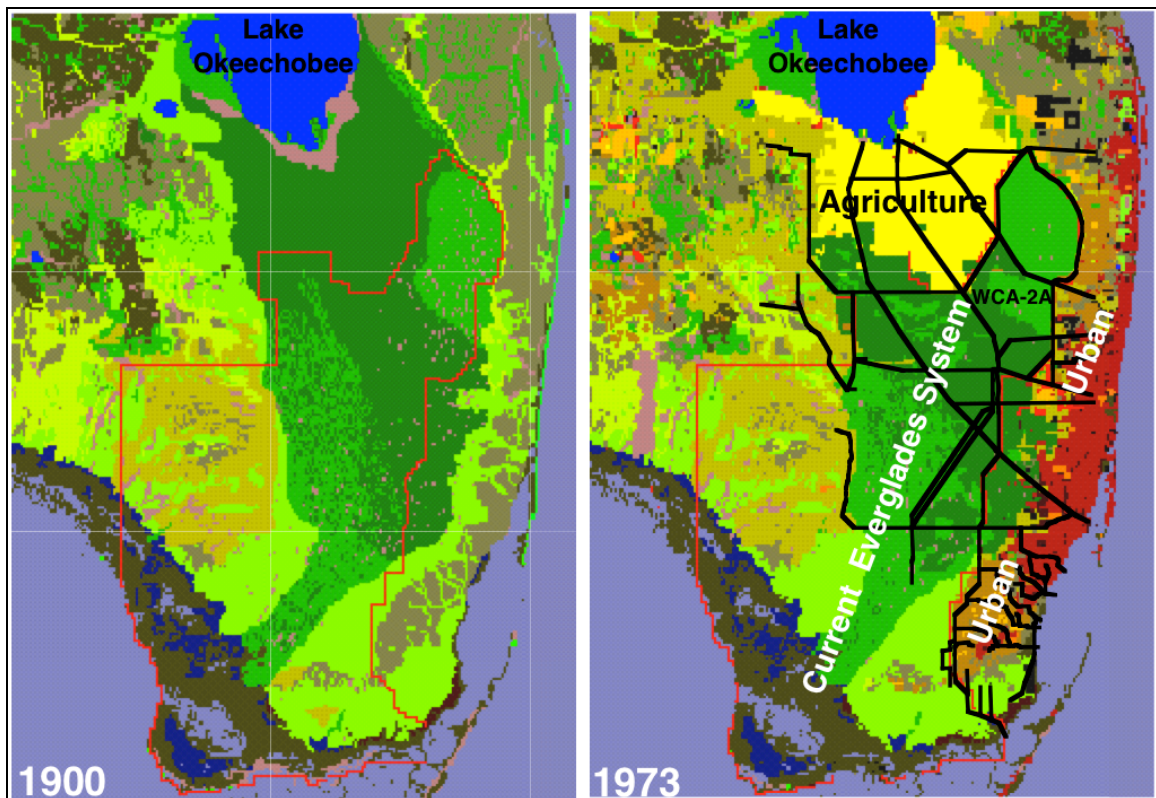 Lake
Okeechobee
1900
Lake
Okeechobee
Agriculture
WCA-2A
Urban
Current Everglades System
Urban
1973